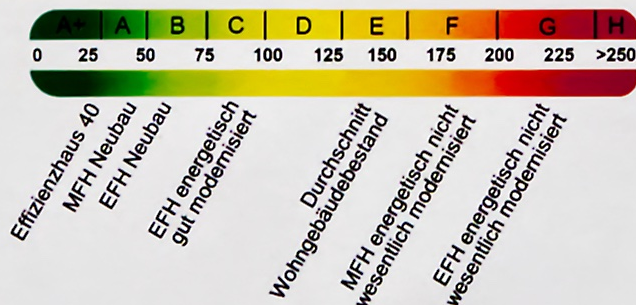 A+ A B C D E F G H
0 25 50 75 100 130 150 175 200 225 >250
Effizienzhaus 40
MFH Neubau
EFH Neubau
EFH energetisch
gut modernisiert
Durchschnitt
Wohngebäudebestand
MFH energetisch nicht
wesentlich modernisiert
EFH energetisch nicht
wesentlich modernisiert